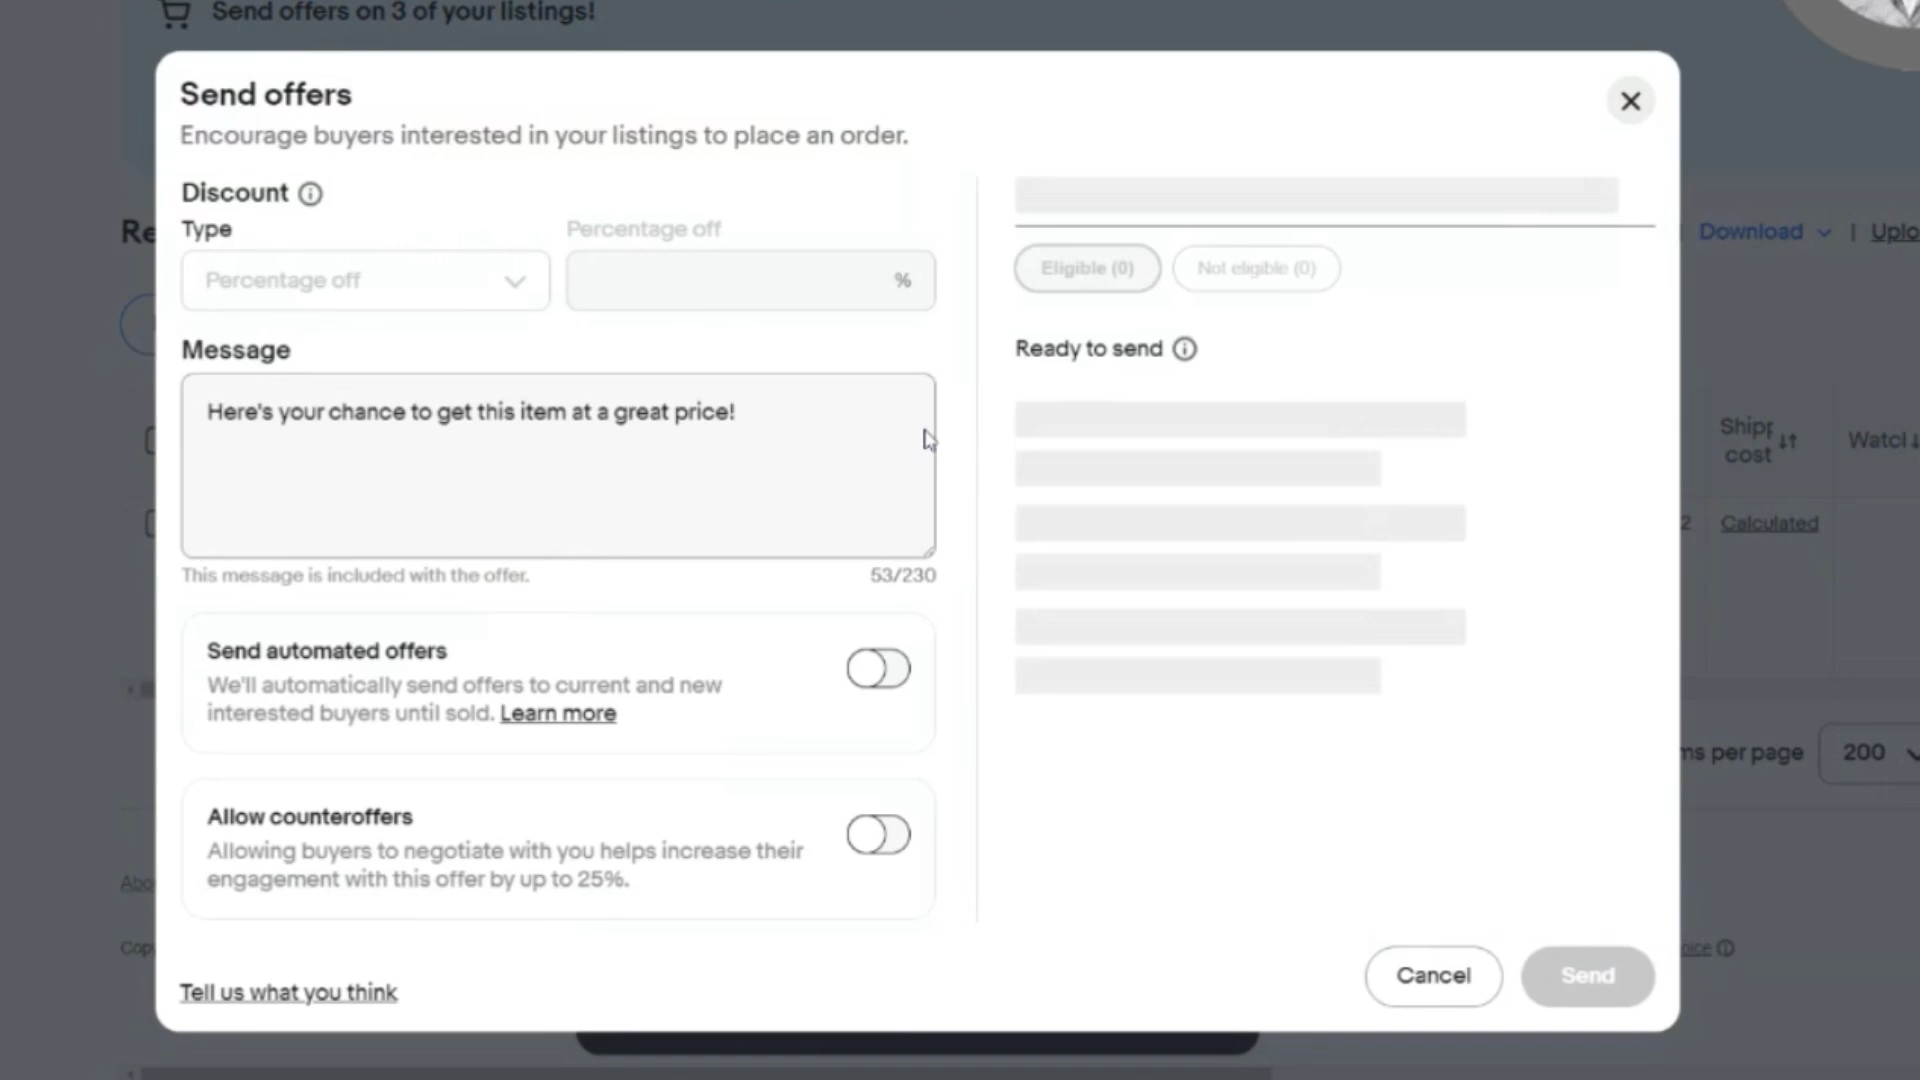 Send offers on 3 of your listings!
Send offers
Encourage buyers interested in your listings to place an order.
Discount
Type
Percentage off
Percentage off
%
Message
Here's your chance to get this item at a great price!
This message is included with the offer.
53/230
Send automated offers
We'll automatically send offers to current and new
interested buyers until sold. Learn more
Allow counteroffers
Allowing buyers to negotiate with you helps increase their
engagement with this offer by up to 25%.
Tell us what you think
Eligible (0)
Not eligible (0)
Ready to send
Cancel
Send
Download
|
Calculated
cost
2
per page
200